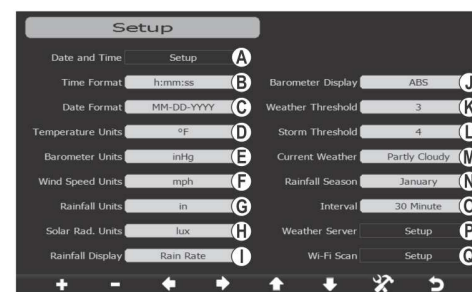 Setup
Date and Time Setup A
Time Format h:mm:ss B
Date Format MM-DD-YYYY C
Temperature Units °F D
Barometer Units inHg E
Wind Speed Units mph F
Rainfall Units in G
Solar Rad. Units lux H
Rainfall Display Rain Rate I
Barometer Display ABS J
Weather Threshold 3 K
Storm Threshold 4 L
Current Weather Partly Cloudy M
Rainfall Season January N
Interval 30 Minute O
Weather Server Setup P
Wi-Fi Scan Setup Q